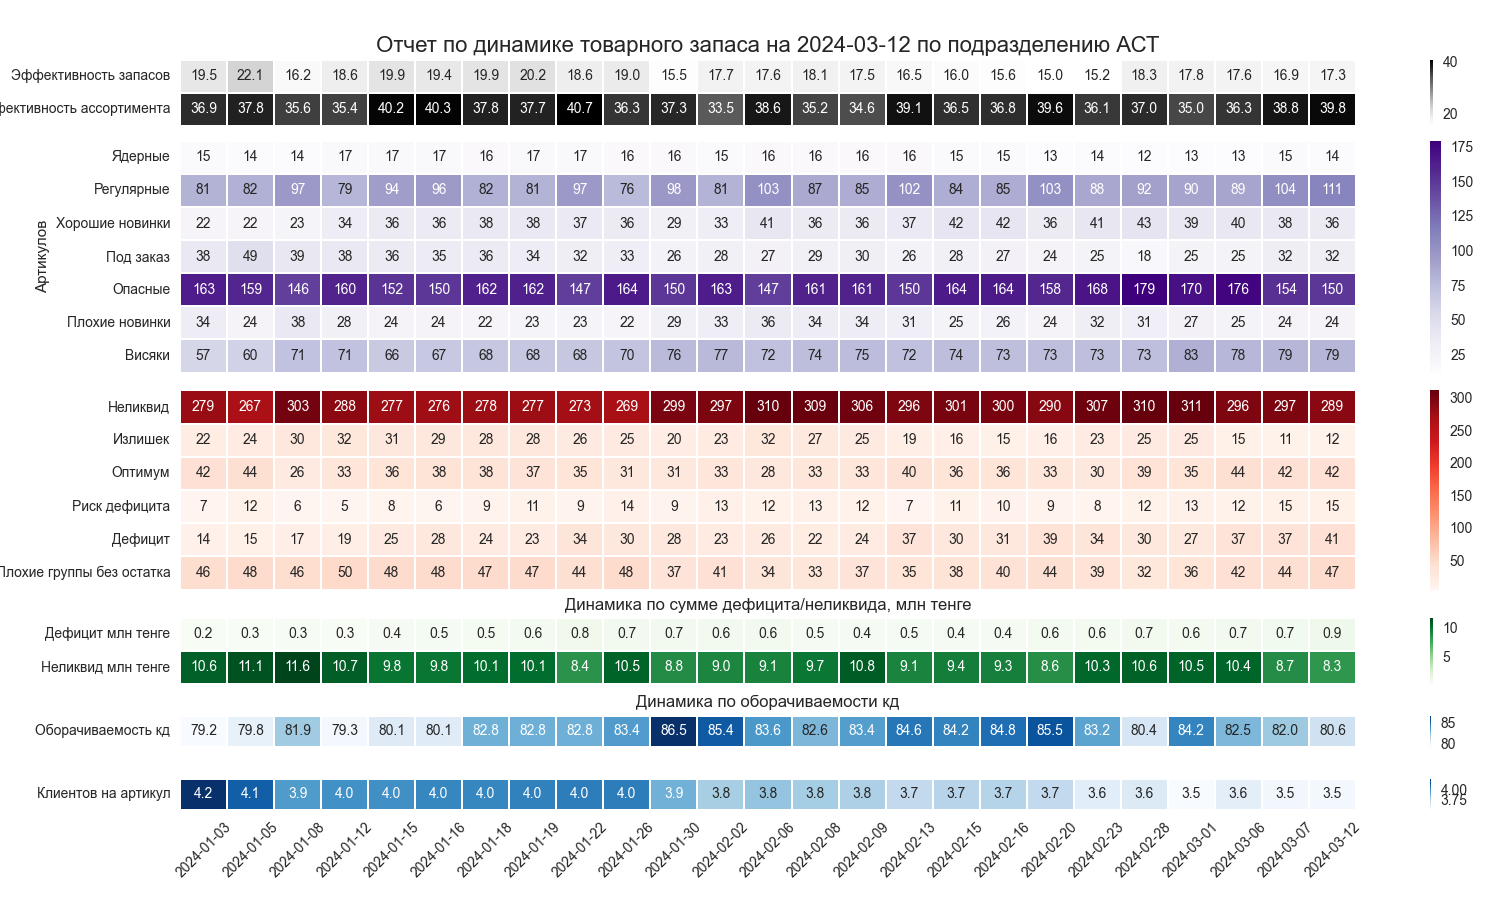 Отчет по динамике товарного запаса на 2024-03-12 по подразделению АСТ
Эффективность запасов 19.5 22.1 16.2 18.6 19.9 19.4 19.9 20.2 18.6 19.0 15.5 17.7 17.6 18.1 17.5 16.5 16.0 15.6 15.0 15.2 18.3 17.8 17.6 16.9 17.3
фективность ассортимента 36.9 37.8 35.6 35.4 40.2 40.3 37.8 37.7 40.7 36.3 37.3 33.5 38.6 35.2 34.6 39.1 36.5 36.8 39.6 36.1 37.0 35.0 36.3 38.8 39.8
40
20
Артикулов
Ядерные 15 14 14 17 17 17 16 17 17 16 16 15 16 16 16 16 15 15 13 14 12 13 13 15 14
Регулярные 81 82 97 79 94 96 82 81 97 76 98 81 103 87 85 102 84 85 103 88 92 90 89 104 111
Хорошие новинки 22 22 23 34 36 36 38 38 37 36 29 33 41 36 36 37 42 42 36 41 43 39 40 38 36
Под заказ 38 49 39 38 36 35 36 34 32 33 26 28 27 29 30 26 28 27 24 25 18 25 25 32 32
Опасные 163 159 146 160 152 150 162 162 147 164 150 163 147 161 161 150 164 164 158 168 179 170 176 154 150
Плохие новинки 34 24 38 28 24 24 22 23 23 22 29 33 36 34 34 31 25 26 24 32 31 27 25 24 24
Висяки 57 60 71 71 66 67 68 68 68 70 76 77 72 74 75 72 74 73 73 73 73 83 78 79 79
175
150
125
100
75
50
25
Неликвид 279 267 303 288 277 276 278 277 273 269 299 297 310 309 306 296 301 300 290 307 310 311 296 297 289
Излишек 22 24 30 32 31 29 28 28 26 25 20 23 32 27 25 19 16 15 16 23 25 25 15 11 12
Оптимум 42 44 26 33 36 38 38 37 35 31 31 33 28 33 33 40 36 36 33 30 39 35 44 42 42
Риск дефицита 7 12 6 5 8 6 9 11 9 14 9 13 12 13 12 7 11 10 9 8 12 13 12 15 15
Дефицит 14 15 17 19 25 28 24 23 34 30 28 23 26 22 24 37 30 31 39 34 30 27 37 37 41
Плохие группы без остатка 46 48 46 50 48 48 47 47 44 48 37 41 34 33 37 35 38 40 44 39 32 36 42 44 47
300
250
200
150
100
50
Динамика по сумме дефицита/неликвида, млн тенге
Дефицит млн тенге 0.2 0.3 0.3 0.3 0.4 0.5 0.5 0.6 0.8 0.7 0.7 0.6 0.6 0.5 0.4 0.5 0.4 0.4 0.6 0.6 0.7 0.6 0.7 0.7 0.9
Неликвид млн тенге 10.6 11.1 11.6 10.7 9.8 9.8 10.1 10.1 8.4 10.5 8.8 9.0 9.1 9.7 10.8 9.1 9.4 9.3 8.6 10.3 10.6 10.5 10.4 8.7 8.3
10
5
Динамика по оборачиваемости кд
Оборачиваемость кд 79.2 79.8 81.9 79.3 80.1 80.1 82.8 82.8 82.8 83.4 86.5 85.4 83.6 82.6 83.4 84.6 84.2 84.8 85.5 83.2 80.4 84.2 82.5 82.0 80.6
85
80
Клиентов на артикул 4.2 4.1 3.9 4.0 4.0 4.0 4.0 4.0 4.0 4.0 3.9 3.8 3.8 3.8 3.8 3.7 3.7 3.7 3.7 3.6 3.6 3.5 3.6 3.5 3.5
4.00
3.75
2024-01-03 2024-01-05 2024-01-08 2024-01-12 2024-01-15 2024-01-16 2024-01-18 2024-01-19 2024-01-22 2024-01-26 2024-01-30 2024-02-02 2024-02-06 2024-02-08 2024-02-09 2024-02-13 2024-02-15 2024-02-16 2024-02-20 2024-02-23 2024-02-28 2024-03-01 2024-03-06 2024-03-07 2024-03-12